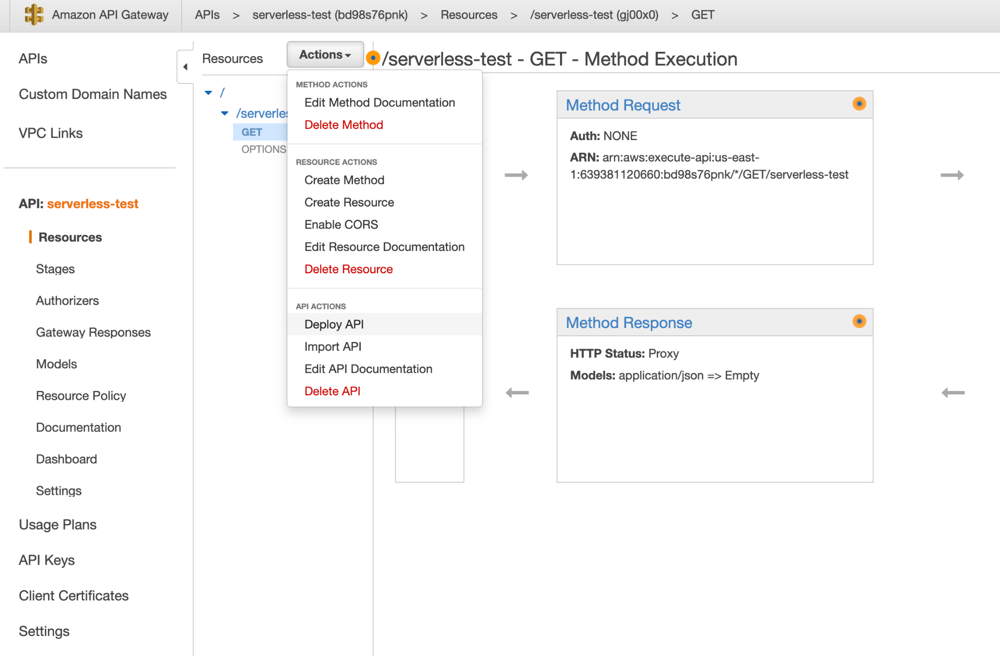 Amazon API Gateway
APIs > serverless-test (bd98s76pnk) > Resources > /serverless-test (gj00x0) > GET
APIs
Custom Domain Names
VPC Links
API: serverless-test
Resources
Stages
Authorizers
Gateway Responses
Models
Resource Policy
Documentation
Dashboard
Settings
Usage Plans
API Keys
Client Certificates
Settings
Resources
Actions
/
/serverles
GET
OPTIONS
METHOD ACTIONS
Edit Method Documentation
Delete Method
RESOURCE ACTIONS
Create Method
Create Resource
Enable CORS
Edit Resource Documentation
Delete Resource
API ACTIONS
Deploy API
Import API
Edit API Documentation
Delete API
/serverless-test - GET - Method Execution
Method Request
Auth: NONE
ARN: arn:aws:execute-api:us-east-
1:639381120660:bd98s76pnk/*/GET/serverless-test
Method Response
HTTP Status: Proxy
Models: application/json => Empty